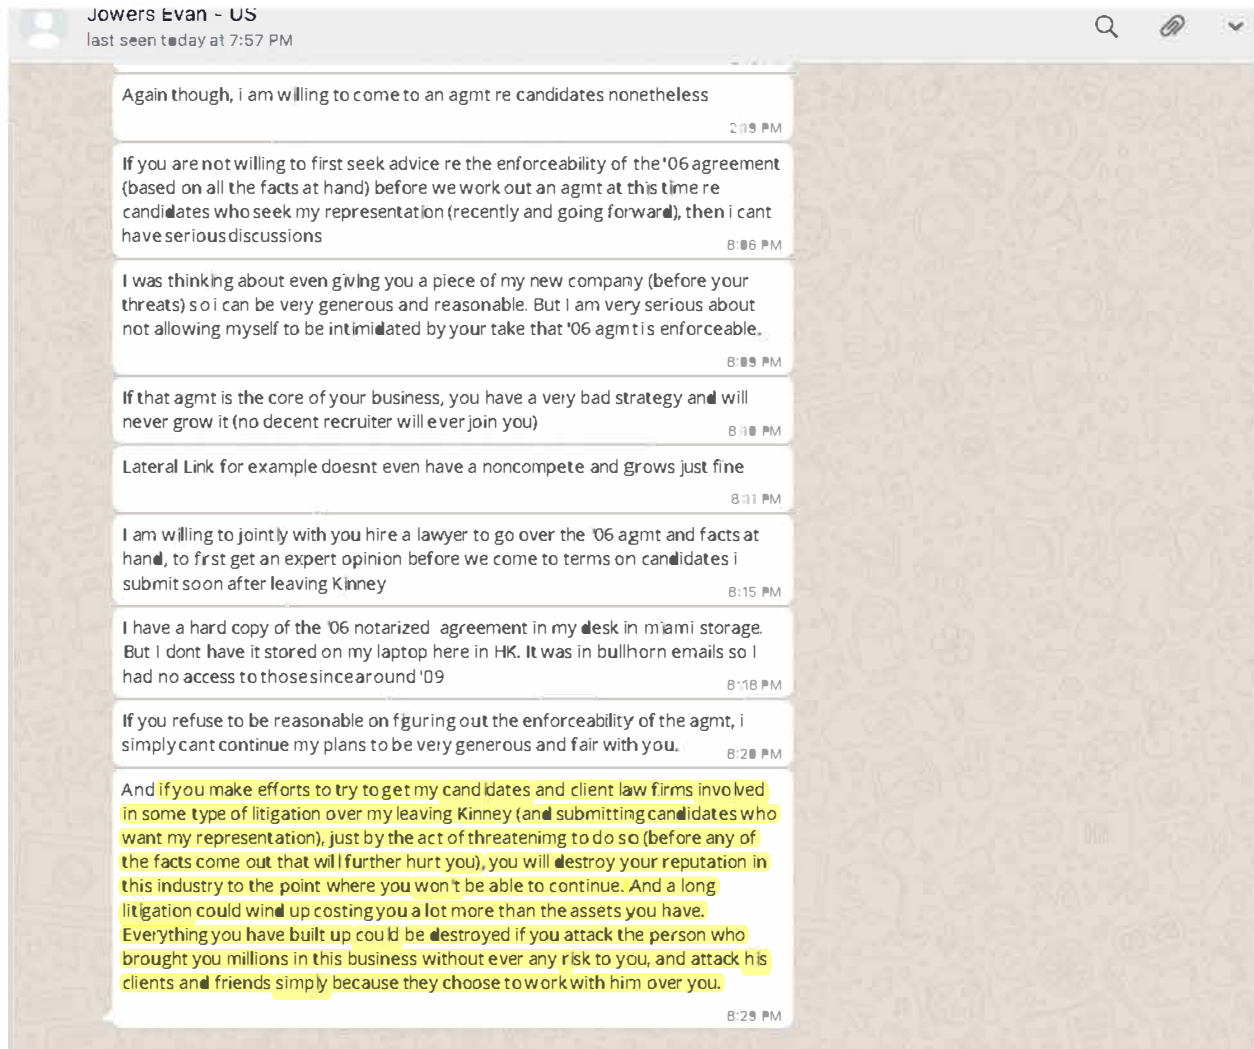 Jowers Evan - US
last seen today at 7:57 PM
Again though, i am willing to come to an agmt re candidates nonetheless
2:19 PM
If you are not willing to first seek advice re the enforceability of the '06 agreement
(based on all the facts at hand) before we work out an agmt at this time re
candidates who seek my representation (recently and going forward), then i cant
have serious discussions
8:06 PM
I was thinking about even giving you a piece of my new company (before your
threats) so i can be very generous and reasonable. But I am very serious about
not allowing myself to be intimidated by your take that '06 agmt is enforceable.
8:09 PM
If that agmt is the core of your business, you have a very bad strategy and will
never grow it (no decent recruiter will ever join you)
8:10 PM
Lateral Link for example doesnt even have a noncompete and grows just fine
8:11 PM
I am willing to jointly with you hire a lawyer to go over the '06 agmt and facts at
hand, to first get an expert opinion before we come to terms on candidates i
submit soon after leaving Kinney
8:15 PM
I have a hard copy of the '06 notarized agreement in my desk in miami storage.
But I dont have it stored on my laptop here in HK. It was in bullhorn emails so I
had no access to those since around '09
8:18 PM
If you refuse to be reasonable on figuring out the enforceability of the agmt, i
simply cant continue my plans to be very generous and fair with you.
8:20 PM
And if you make efforts to try to get my candidates and client law firms involved
in some type of litigation over my leaving Kinney (and submitting candidates who
want my representation), just by the act of threatenimg to do so (before any of
the facts come out that will further hurt you), you will destroy your reputation in
this industry to the point where you won't be able to continue. And a long
litigation could wind up costing you a lot more than the assets you have.
Everything you have built up could be destroyed if you attack the person who
brought you millions in this business without ever any risk to you, and attack his
clients and friends simply because they choose to work with him over you.
8:29 PM